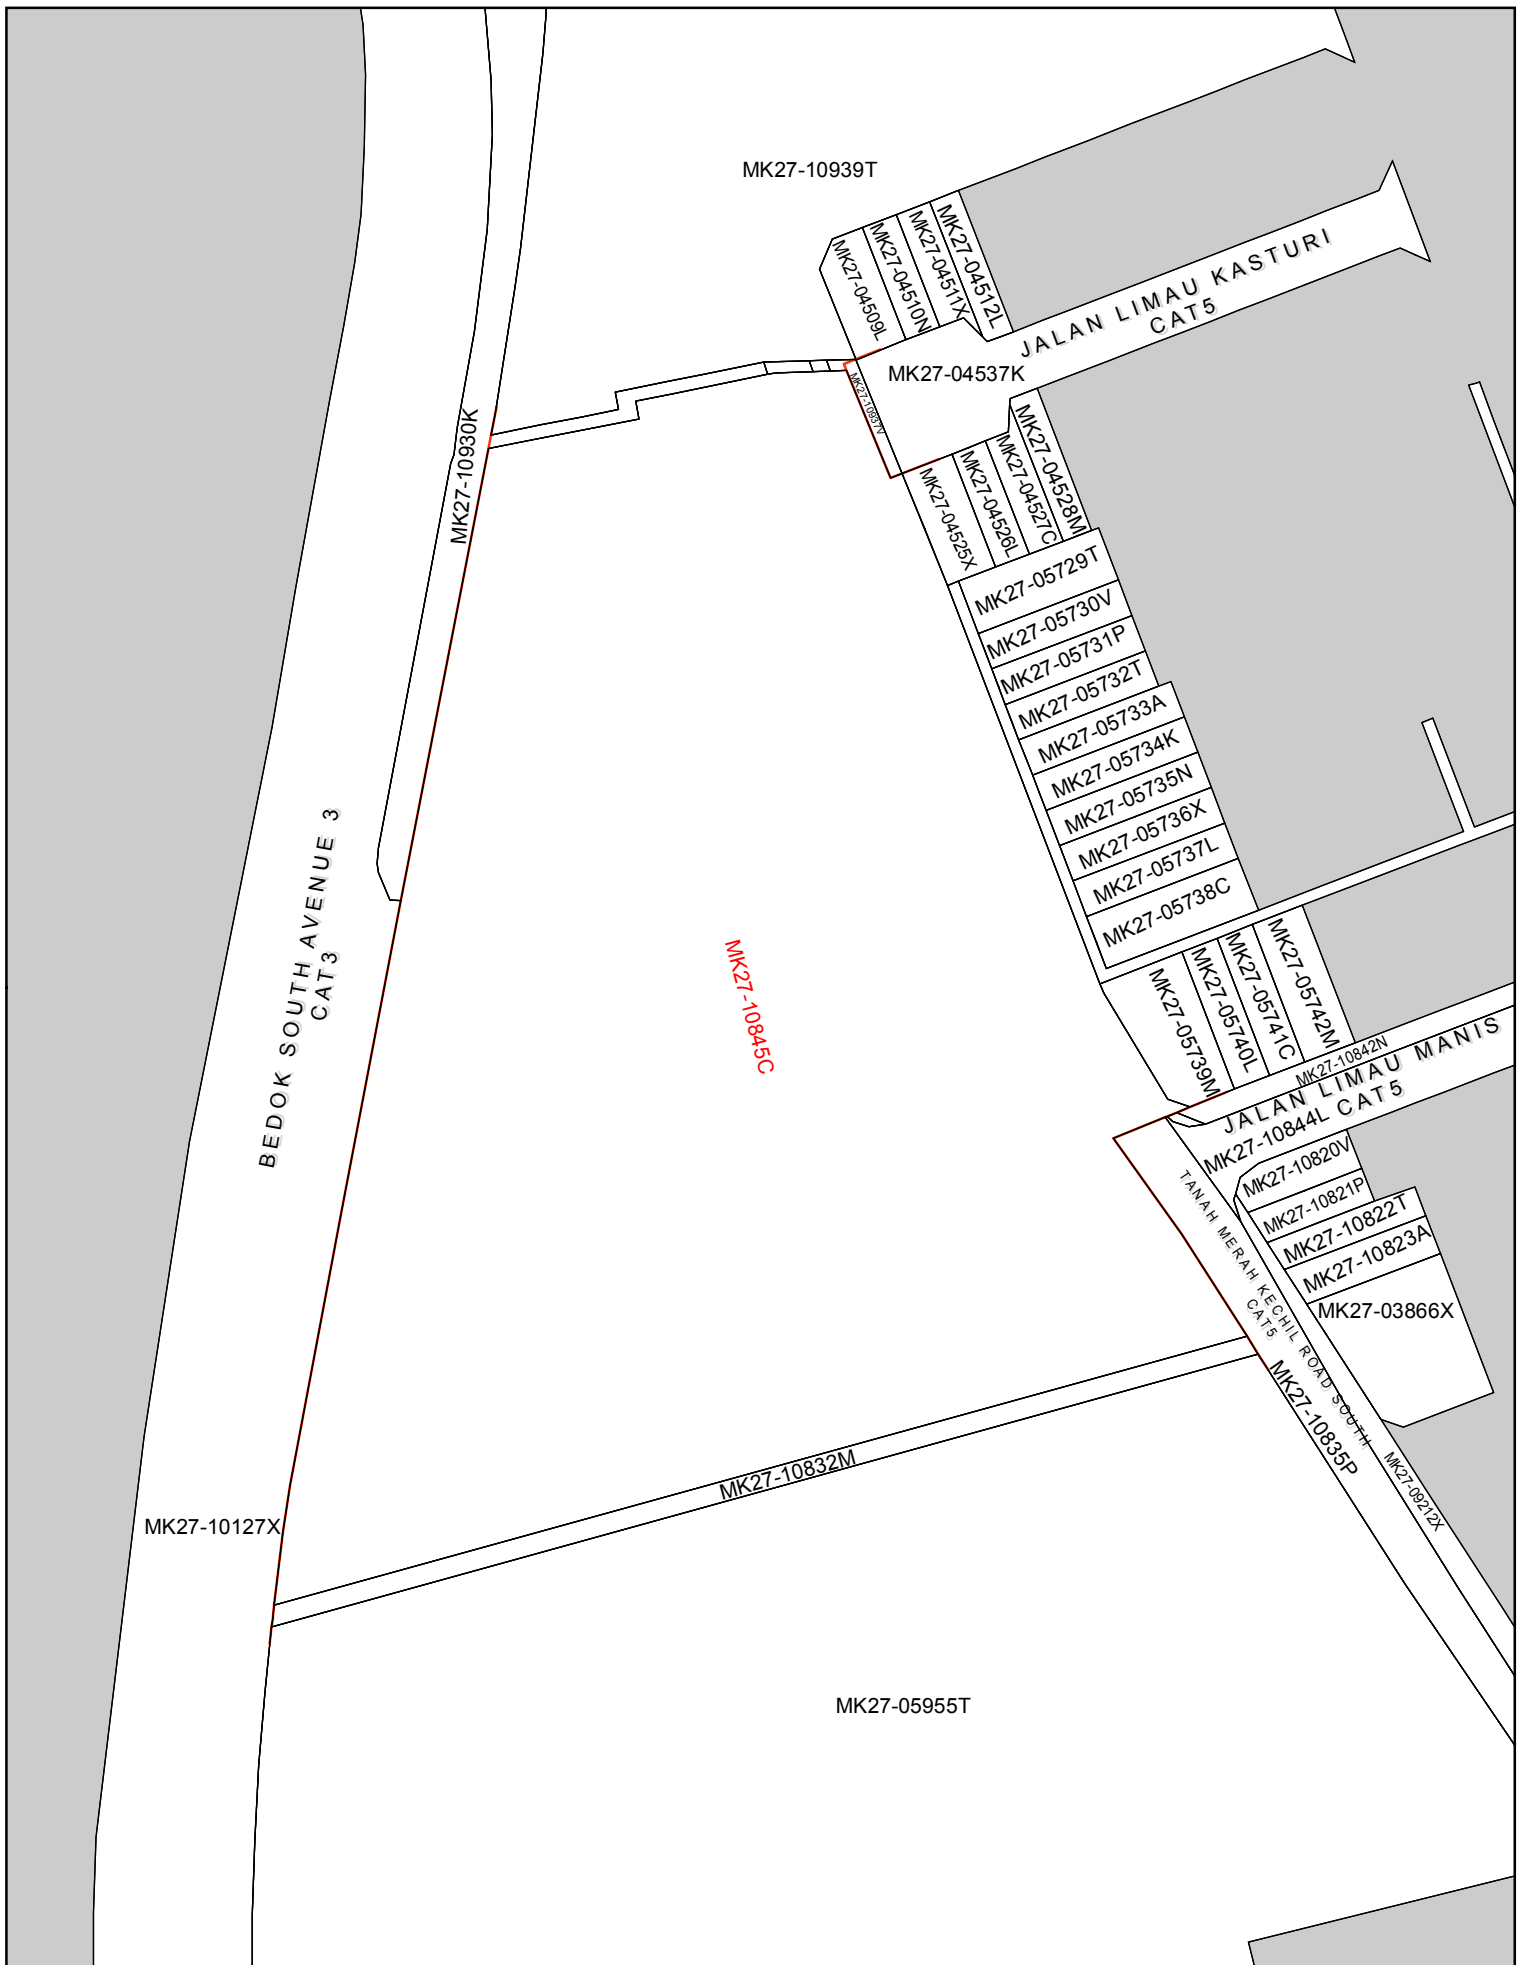 MK27-10939T
MK27-04509L
MK27-04510N
MK27-04511X
MK27-04512L
JALAN LIMAU KASTURI
CAT5
MK27-04537K
MK27-10937V
MK27-10930K
MK27-04525X
MK27-04526L
MK27-04527C
MK27-04528M
MK27-05729T
MK27-05730V
MK27-05731P
MK27-05732T
MK27-05733A
MK27-05734K
MK27-05735N
MK27-05736X
MK27-05737L
MK27-05738C
BEDOK SOUTH AVENUE 3
CAT3
MK27-10845C
MK27-05739M
MK27-05740L
MK27-05741C
MK27-05742M
MK27-10842N
JALAN LIMAU MANIS
CAT5
MK27-10844L
MK27-10820V
MK27-10821P
MK27-10822T
MK27-10823A
MK27-03866X
TANAH MERAH KECHIL ROAD SOUTH
CAT5
MK27-10835P
MK27-09212X
MK27-10832M
MK27-10127X
MK27-05955T